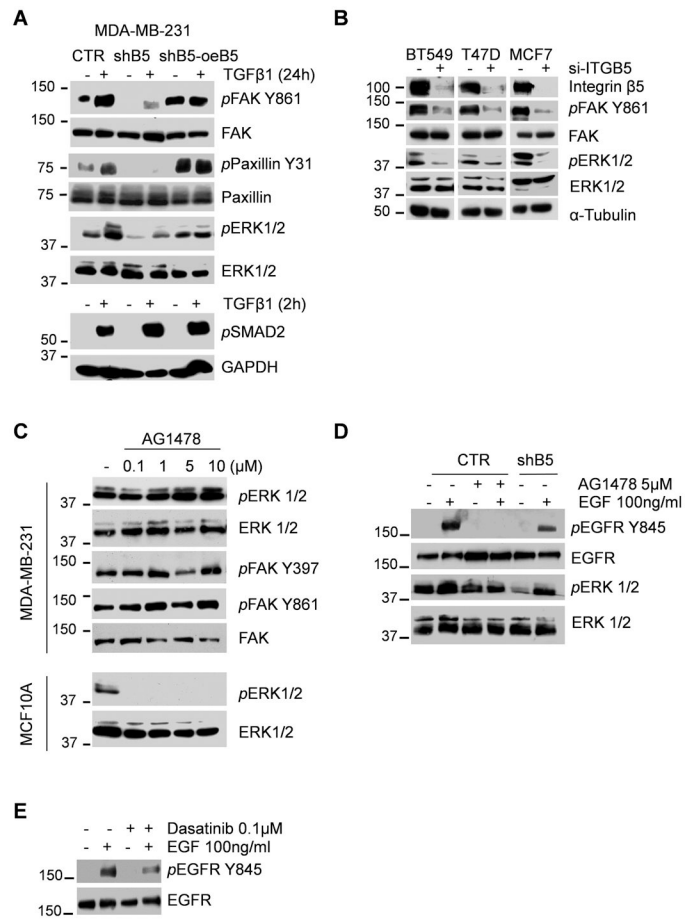 A
MDA-MB-231
CTR shB5 shB5-oeB5
- + - + - + TGFβ1 (24h)
150
pFAK Y861
150
FAK
75
pPaxillin Y31
75
Paxillin
pERK1/2
37
ERK1/2
37
- + - + - + TGFβ1 (2h)
pSMAD2
50
37
GAPDH
B
BT549 T47D MCF7
- + - + - + si-ITGB5
100
Integrin β5
150
pFAK Y861
150
FAK
pERK1/2
37
ERK1/2
37
50
α-Tubulin
C
AG1478
- 0.1 1 5 10 (µM)
MDA-MB-231
pERK 1/2
37
ERK 1/2
37
pFAK Y397
150
pFAK Y861
150
FAK
150
MCF10A
pERK1/2
37
ERK1/2
37
D
CTR shB5
- - + + - - AG1478 5µM
- + - + - + EGF 100ng/ml
pEGFR Y845
150
EGFR
150
pERK 1/2
37
ERK 1/2
37
E
- - + + Dasatinib 0.1µM
- + - + EGF 100ng/ml
pEGFR Y845
150
EGFR
150